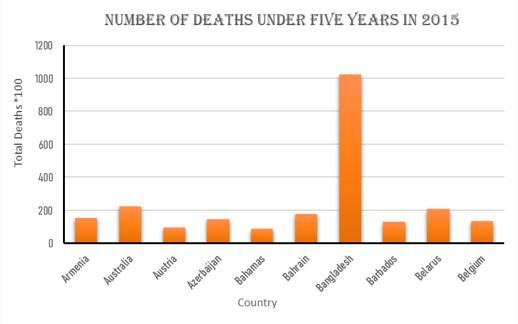 NUMBER OF DEATHS UNDER FIVE YEARS IN 2015
Total Deaths *100
1200
1000
800
600
400
200
0
Armenia
Australia
Austria
Azerbaijan
Bahamas
Bahrain
Bangladesh
Barbados
Belarus
Belgium
Country